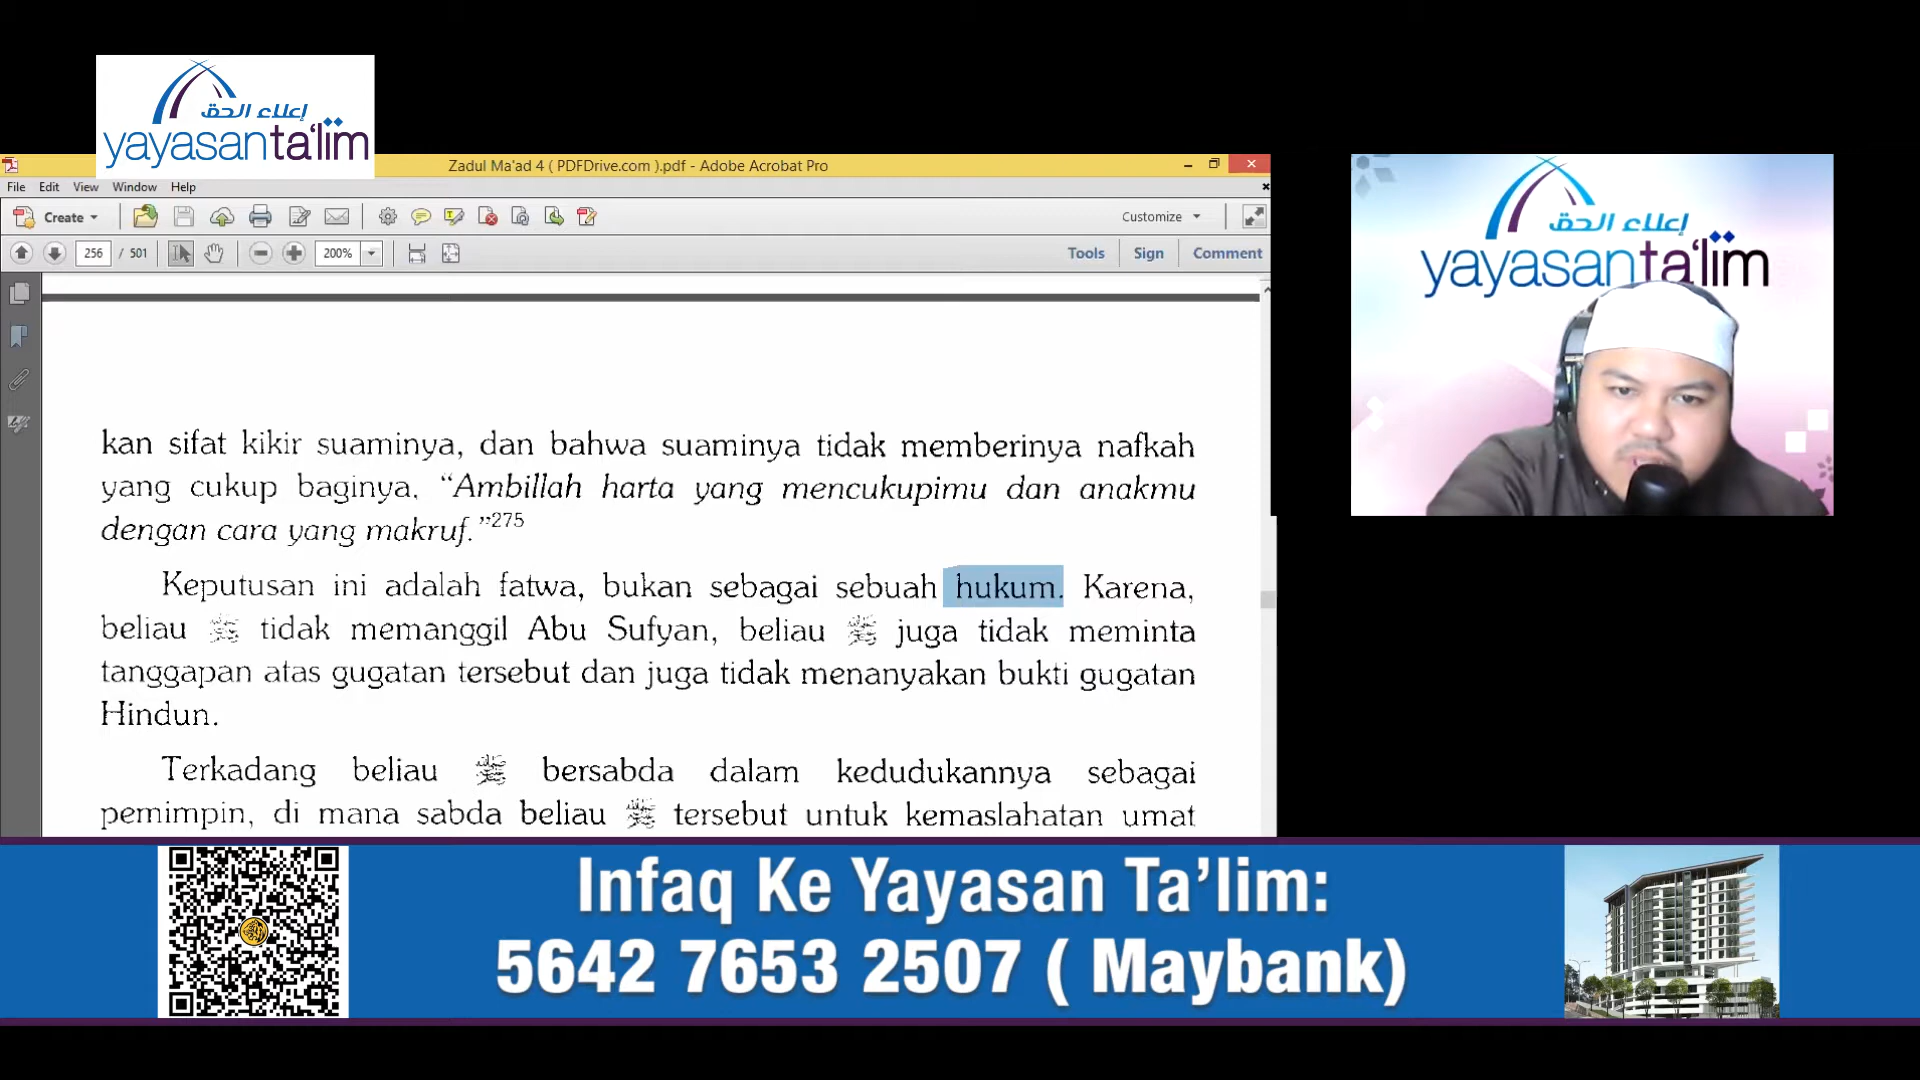 إعلاء الحق
yayasanta'lim
Zadul Ma'ad 4 ( PDFDrive.com ).pdf - Adobe Acrobat Pro
File Edit View Window Help
Create Customize
256 / 501 200% Tools Sign Comment
kan sifat kikir suaminya, dan bahwa suaminya tidak memberinya nafkah
yang cukup baginya. “Ambillah harta yang mencukupimu dan anakmu
dengan cara yang makruf.”275
Keputusan ini adalah fatwa, bukan sebagai sebuah hukum. Karena,
beliau ﷺ tidak memanggil Abu Sufyan, beliau ﷺ juga tidak meminta
tanggapan atas gugatan tersebut dan juga tidak menanyakan bukti gugatan
Hindun.
Terkadang beliau ﷺ bersabda dalam kedudukannya sebagai
pemimpin, di mana sabda beliau ﷺ tersebut untuk kemaslahatan umat
إعلاء الحق
yayasanta'lim
Infaq Ke Yayasan Ta’lim:
5642 7653 2507 ( Maybank)